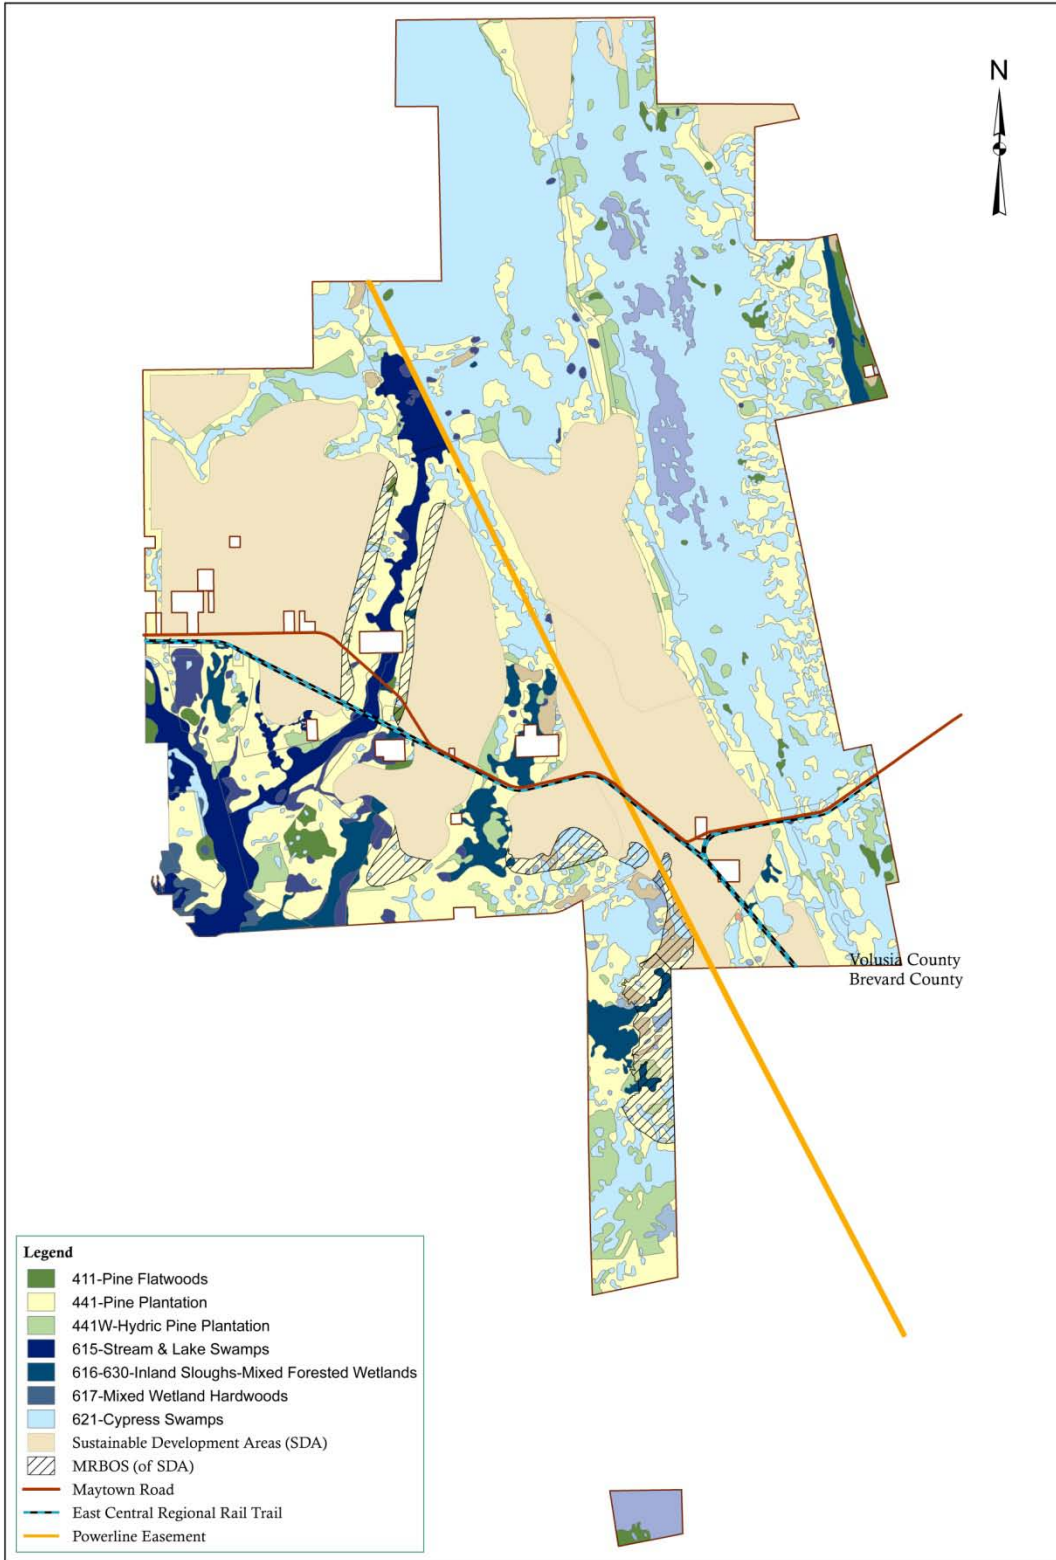 N
Volusia County
Brevard County
Legend
411-Pine Flatwoods
441-Pine Plantation
441W-Hydric Pine Plantation
615-Stream & Lake Swamps
616-630-Inland Sloughs-Mixed Forested Wetlands
617-Mixed Wetland Hardwoods
621-Cypress Swamps
Sustainable Development Areas (SDA)
MRBOS (of SDA)
Maytown Road
East Central Regional Rail Trail
Powerline Easement